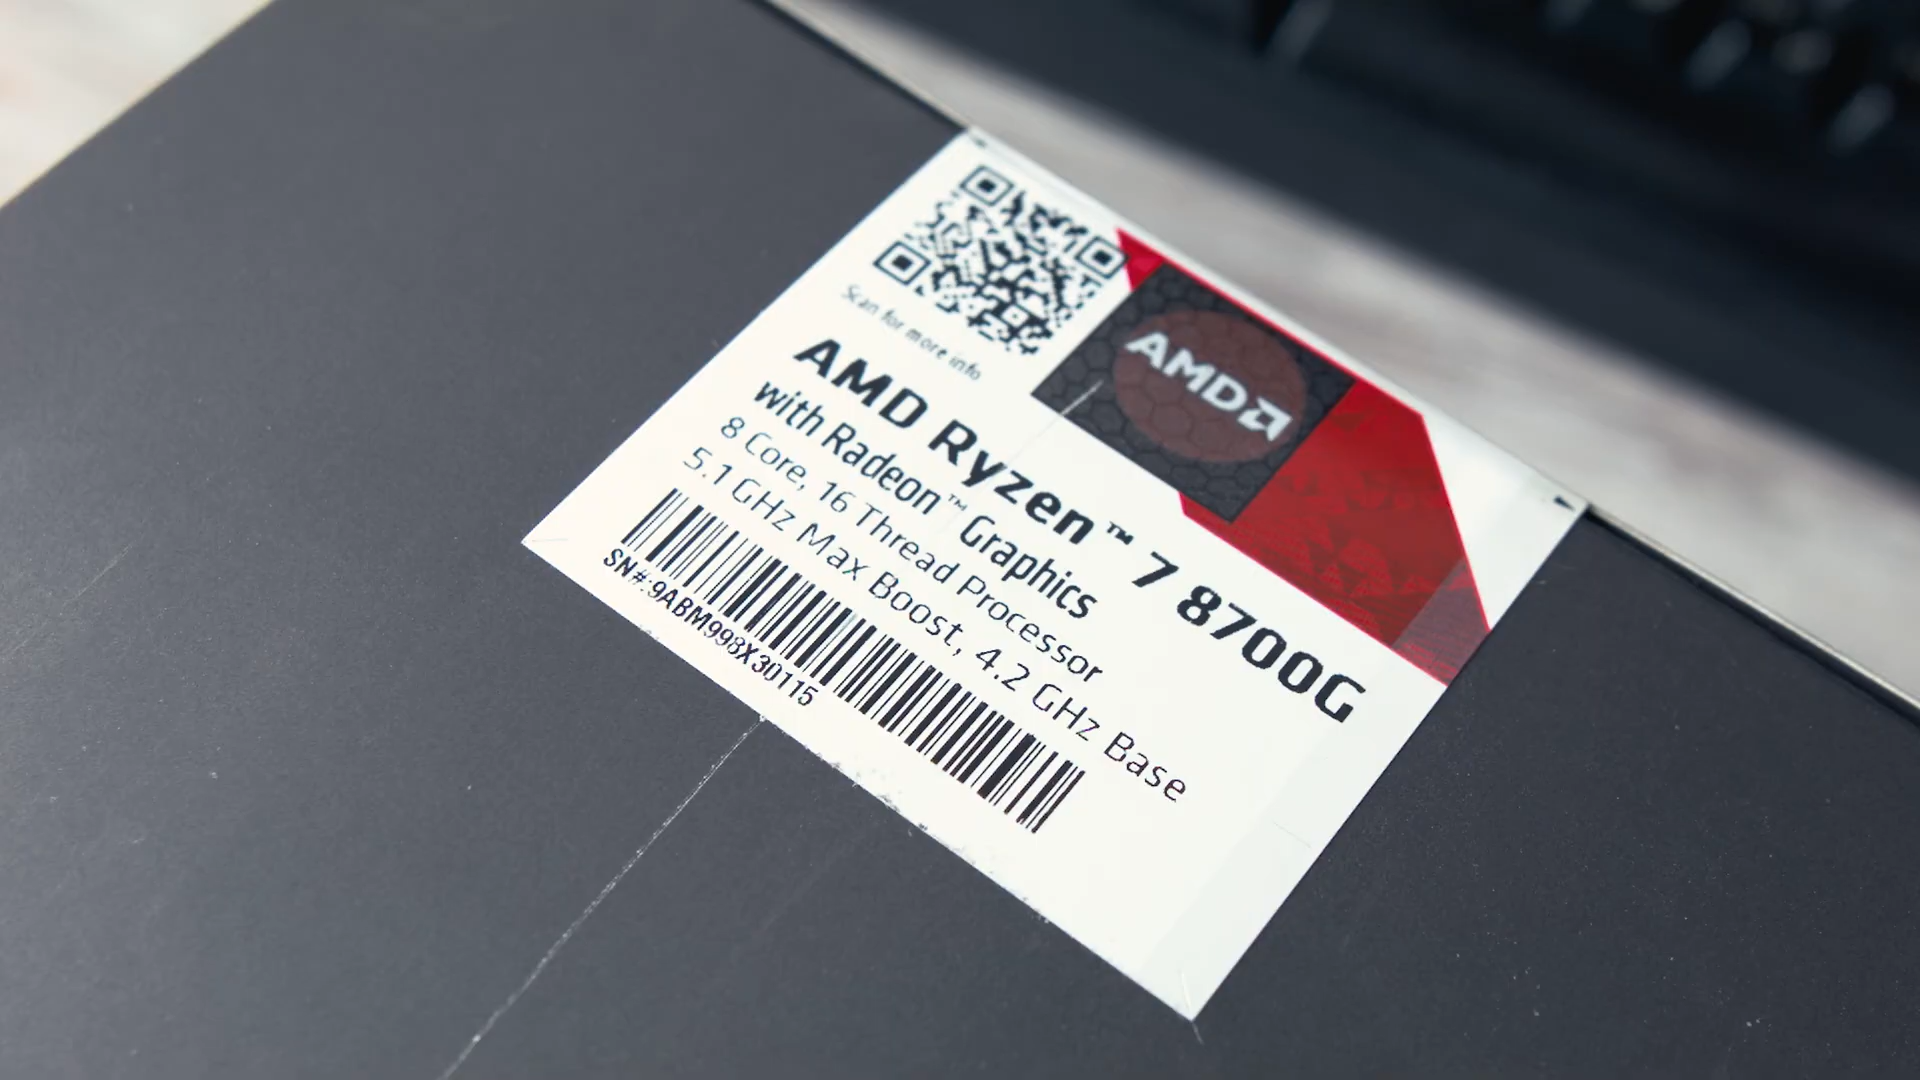 Scan for more info
AMD
AMD Ryzen™ 7 8700G
with Radeon™ Graphics
8 Core, 16 Thread Processor
5.1 GHz Max Boost, 4.2 GHz Base
SN#:9ABM998X30115